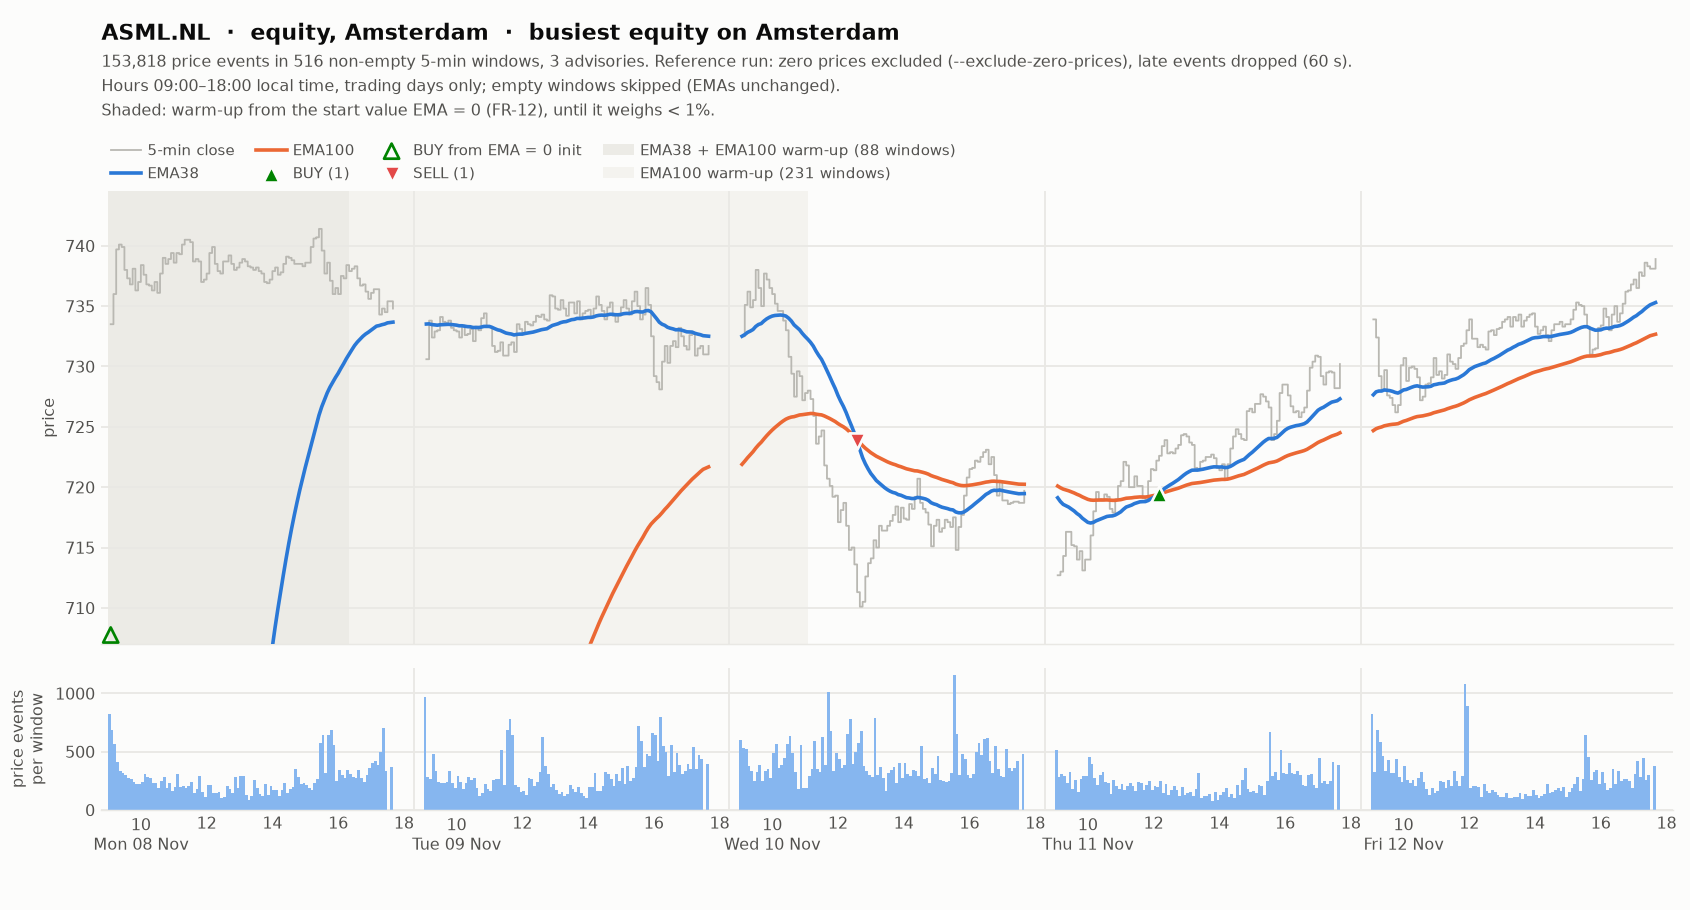 ASML.NL · equity, Amsterdam · busiest equity on Amsterdam
153,818 price events in 516 non-empty 5-min windows, 3 advisories. Reference run: zero prices excluded (--exclude-zero-prices), late events dropped (60 s).
Hours 09:00–18:00 local time, trading days only; empty windows skipped (EMAs unchanged).
Shaded: warm-up from the start value EMA = 0 (FR-12), until it weighs < 1%.
5-min close EMA100 BUY from EMA = 0 init EMA38 + EMA100 warm-up (88 windows)
EMA38 BUY (1) SELL (1) EMA100 warm-up (231 windows)
740
735
730
725
720
715
710
price
1000
500
0
price events
per window
10 12 14 16 18 10 12 14 16 18 10 12 14 16 18 10 12 14 16 18 10 12 14 16 18
Mon 08 Nov Tue 09 Nov Wed 10 Nov Thu 11 Nov Fri 12 Nov